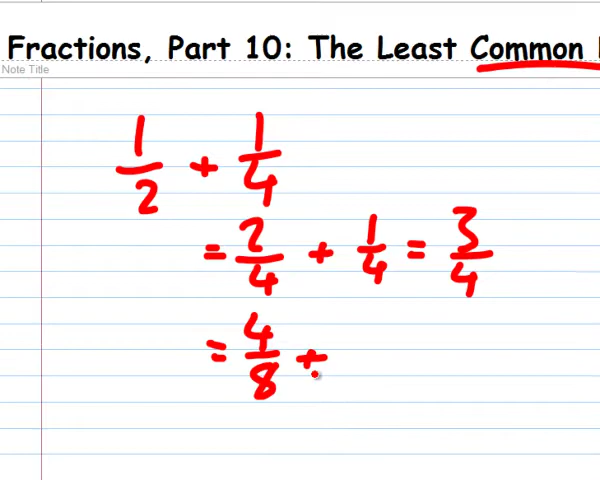 Fractions, Part 10: The Least Common
Note Title
1/2 + 1/4
= 2/4 + 1/4 = 3/4
= 4/8 +